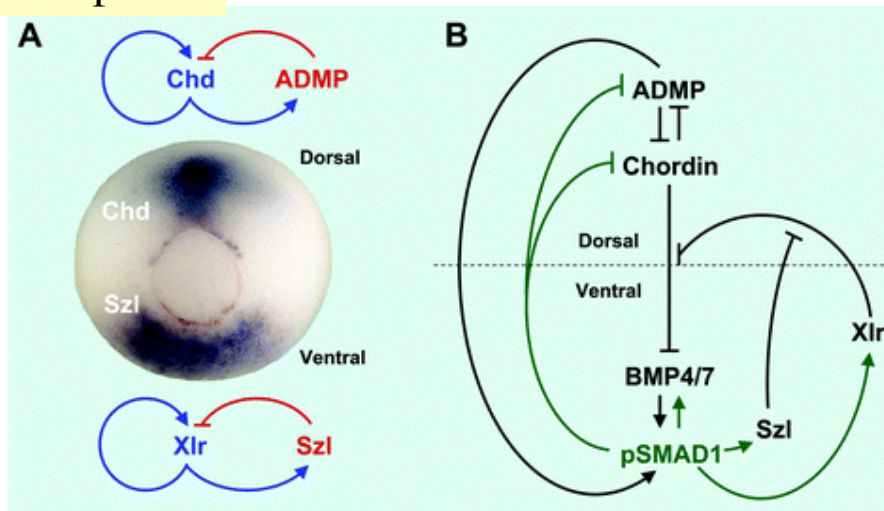 A
Chd
ADMP
Dorsal
Chd
Szl
Ventral
Xlr
Szl
B
ADMP
Chordin
Dorsal
Ventral
Xlr
BMP4/7
Szl
pSMAD1